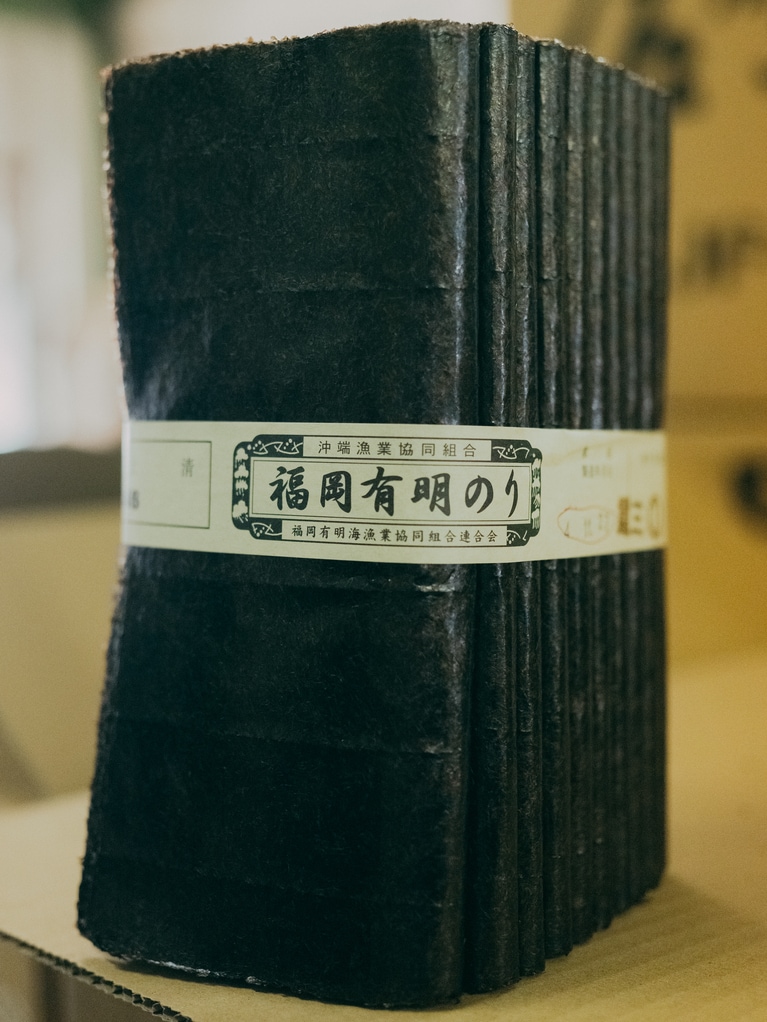 清
沖端漁業協同組合
福岡有明のり
福岡有明海漁業協同組合連合会